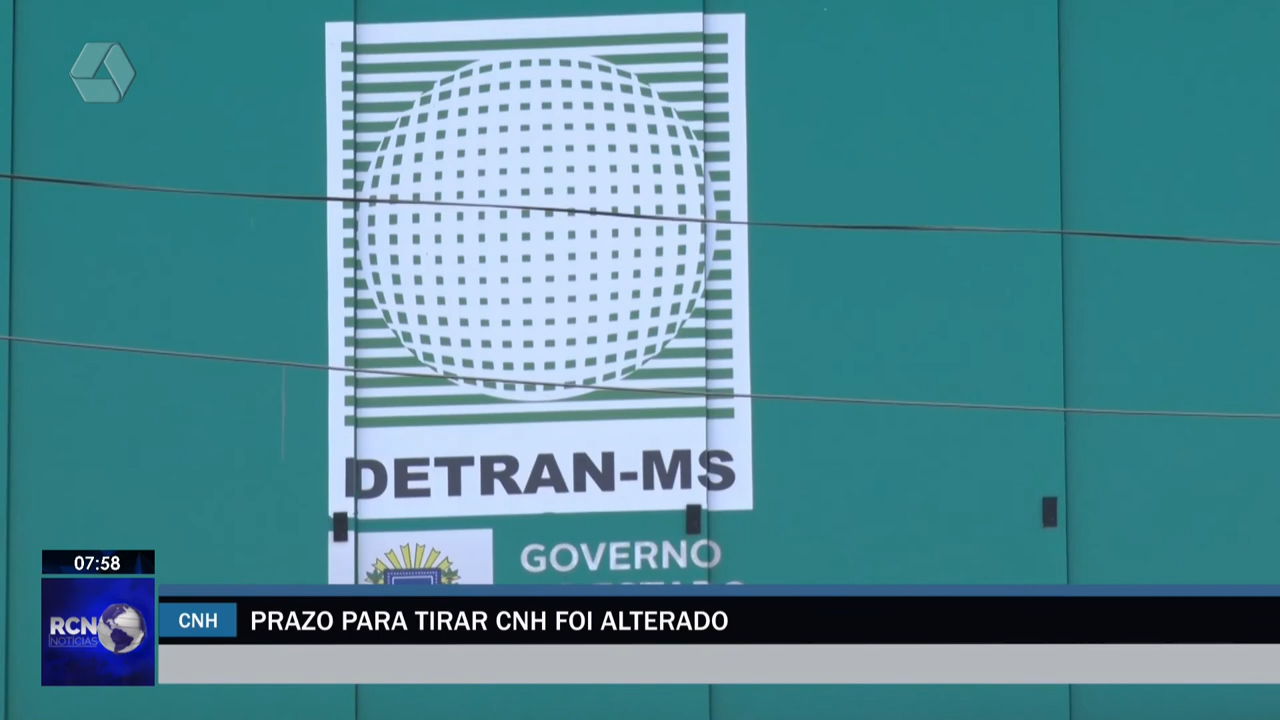 DETRAN-MS
GOVERNO
07:58
RCN
NOTÍCIAS
CNH
PRAZO PARA TIRAR CNH FOI ALTERADO